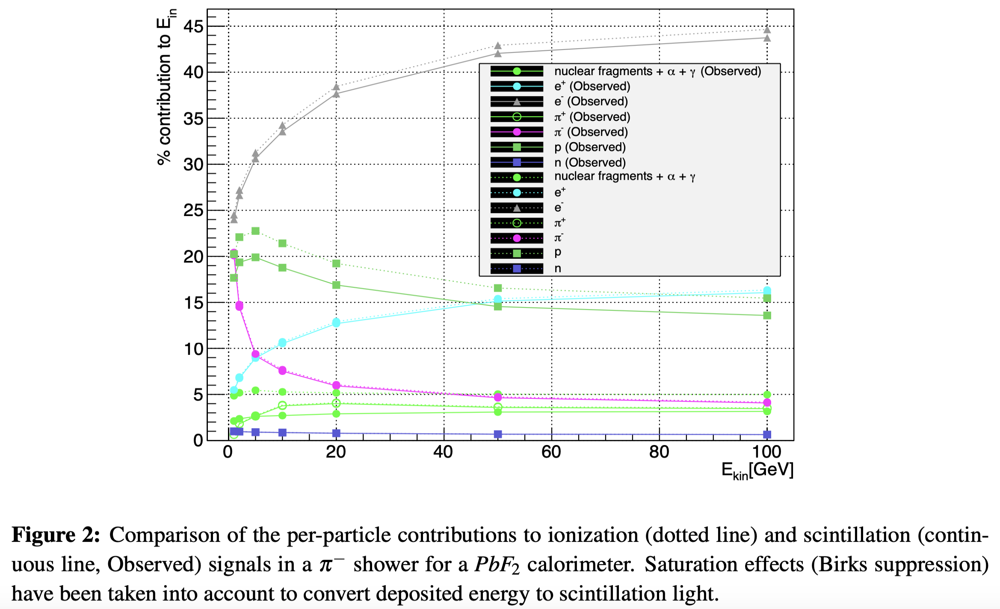 % contribution to E_in
45
40
35
30
25
20
15
10
5
0
nuclear fragments + α + γ (Observed)
e⁺ (Observed)
e⁻ (Observed)
π⁺ (Observed)
π⁻ (Observed)
p (Observed)
n (Observed)
nuclear fragments + α + γ
e⁺
e⁻
π⁺
π⁻
p
n
0 20 40 60 80 100
E_kin[GeV]
Figure 2: Comparison of the per-particle contributions to ionization (dotted line) and scintillation (contin-
uous line, Observed) signals in a π⁻ shower for a PbF₂ calorimeter. Saturation effects (Birks suppression)
have been taken into account to convert deposited energy to scintillation light.